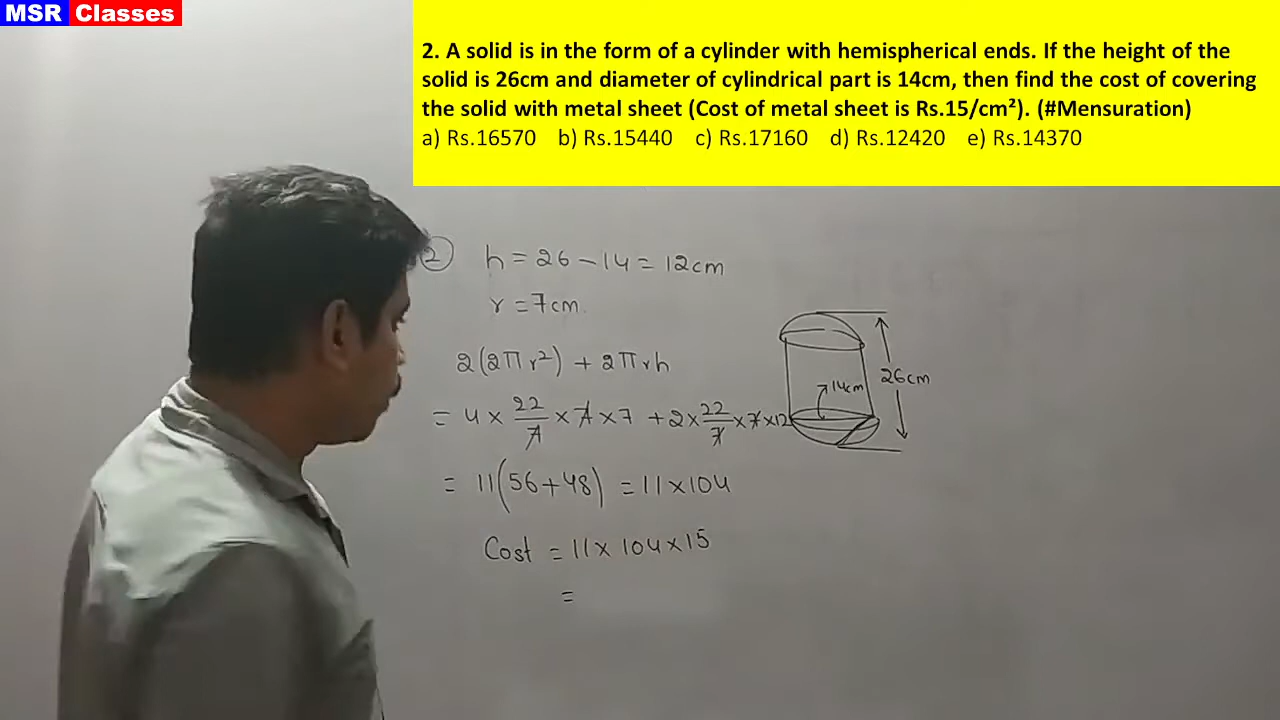 MSR Classes
2. A solid is in the form of a cylinder with hemispherical ends. If the height of the
solid is 26cm and diameter of cylindrical part is 14cm, then find the cost of covering
the solid with metal sheet (Cost of metal sheet is Rs.15/cm²). (#Mensuration)
a) Rs.16570 b) Rs.15440 c) Rs.17160 d) Rs.12420 e) Rs.14370
2 h = 26 - 14 = 12cm
r = 7cm.
2(2πr²) + 2πrh
= 4 × 22/7 × 7 × 7 + 2 × 22/7 × 7 × 12
= 11(56+48) = 11×104
Cost = 11 × 104 × 15
=
14cm
26cm